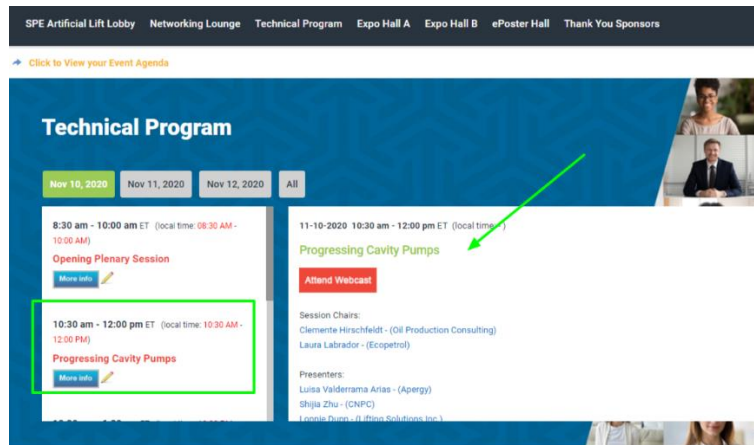 SPE Artificial Lift Lobby Networking Lounge Technical Program Expo Hall A Expo Hall B ePoster Hall Thank You Sponsors
Click to View your Event Agenda
Technical Program
Nov 10, 2020 Nov 11, 2020 Nov 12, 2020 All
8:30 am - 10:00 am ET (local time: 08:30 AM -
10:00 AM)
Opening Plenary Session
More info
10:30 am - 12:00 pm ET (local time: 10:30 AM -
12:00 PM)
Progressing Cavity Pumps
More info
11-10-2020 10:30 am - 12:00 pm ET (local time
Progressing Cavity Pumps
Attend Webcast
Session Chairs:
Clemente Hirschfeldt - (Oil Production Consulting)
Laura Labrador - (Ecopetrol)
Presenters:
Luisa Valderrama Arias - (Apergy)
Shijia Zhu - (CNPC)
Lonnie Dunn - (Lifting Solutions Inc.)